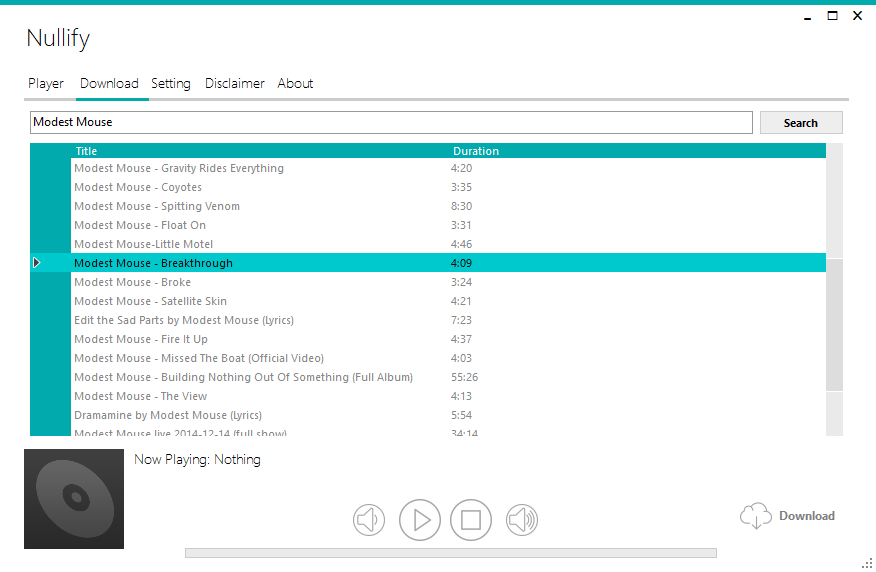 Nullify
Player Download Setting Disclaimer About
Modest Mouse Search
Title Duration
Modest Mouse - Gravity Rides Everything 4:20
Modest Mouse - Coyotes 3:35
Modest Mouse - Spitting Venom 8:30
Modest Mouse - Float On 3:31
Modest Mouse-Little Motel 4:46
Modest Mouse - Breakthrough 4:09
Modest Mouse - Broke 3:24
Modest Mouse - Satellite Skin 4:21
Edit the Sad Parts by Modest Mouse (Lyrics) 7:23
Modest Mouse - Fire It Up 4:37
Modest Mouse - Missed The Boat (Official Video) 4:03
Modest Mouse - Building Nothing Out Of Something (Full Album) 55:26
Modest Mouse - The View 4:13
Dramamine by Modest Mouse (Lyrics) 5:54
Modest Mouse live 2014-12-14 (full show) 34:14
Now Playing: Nothing
Download